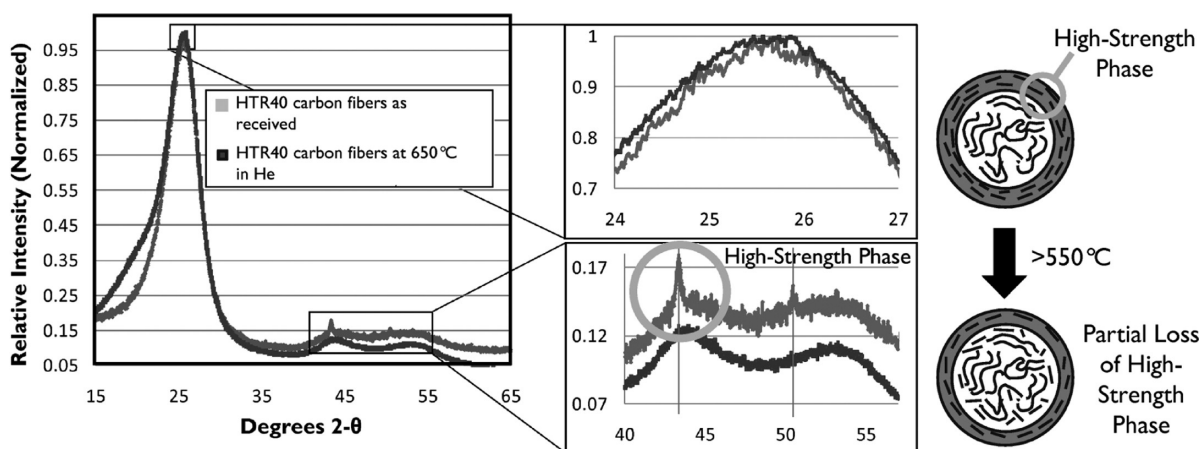 Relative Intensity (Normalized)
0.95
0.85
0.75
0.65
0.55
0.45
0.35
0.25
0.15
0.05
15
25
35
45
55
65
Degrees 2-θ
HTR40 carbon fibers as
received
HTR40 carbon fibers at 650°C
in He
1
0.9
0.8
0.7
24
25
26
27
High-Strength Phase
0.17
0.12
0.07
40
45
50
55
High-Strength
Phase
>550°C
Partial Loss
of High-
Strength
Phase